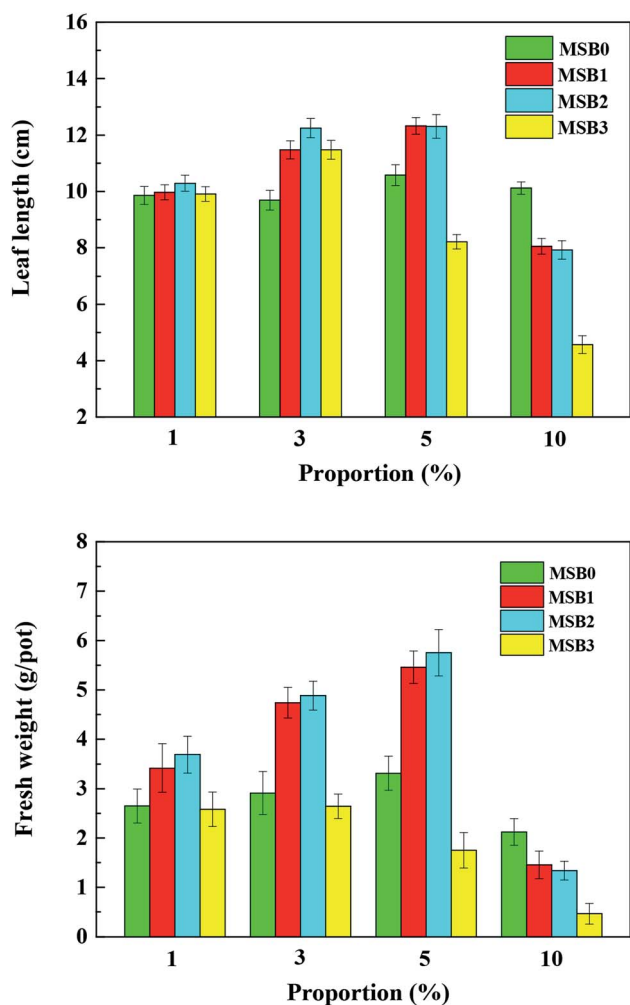 16
14
12
10
8
6
4
2
Leaf length (cm)
MSB0
MSB1
MSB2
MSB3
1 3 5 10
Proportion (%)
8
7
6
5
4
3
2
1
0
Fresh weight (g/pot)
MSB0
MSB1
MSB2
MSB3
1 3 5 10
Proportion (%)